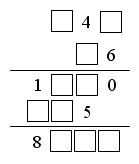 □ 4 □
□ 6
1 □ □ 0
□ □ 5
8 □ □ □